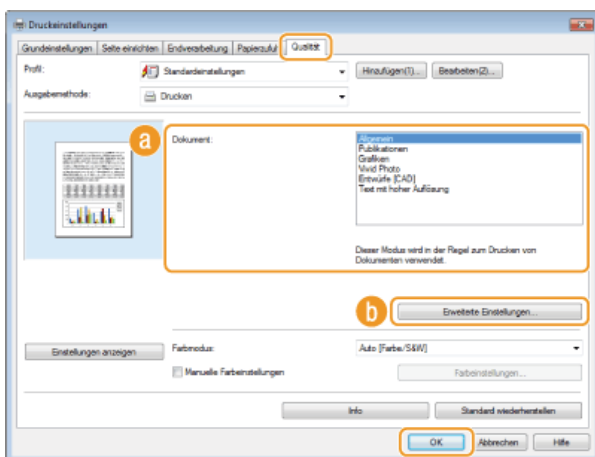 Druckeinstellungen
Grundeinstellungen Seite einrichten Endverarbeitung Papierzufuhr Qualität
Profil: Standardeinstellungen Hinzufügen(1)... Bearbeiten(2)...
Ausgabemethode: Drucken
a Dokument: Allgemein
Publikationen
Grafiken
Vivid Photo
Entwürfe [CAD]
Text mit hoher Auflösung
Dieser Modus wird in der Regel zum Drucken von
Dokumenten verwendet.
b Erweiterte Einstellungen...
Einstellungen anzeigen Farbmodus: Auto [Farbe/S&W]
Manuelle Farbeinstellungen Farbeinstellungen...
Info Standard wiederherstellen
OK Abbrechen Hilfe